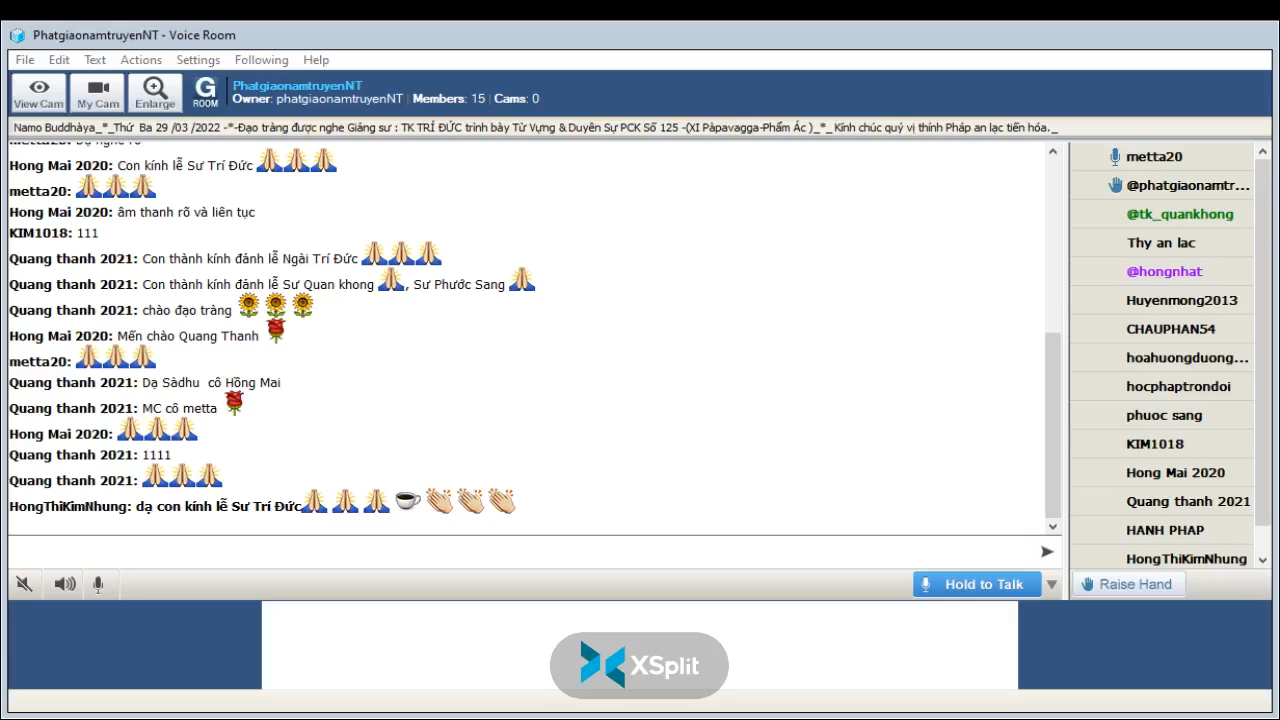 PhatgiaonamtruyenNT - Voice Room
File Edit Text Actions Settings Following Help
View Cam My Cam Enlarge G ROOM
PhatgiaonamtruyenNT
Owner: phatgiaonamtruyenNT | Members: 15 | Cams: 0
Namo Buddhàya_*_Thứ Ba 29 /03 /2022 -*-Đạo tràng được nghe Giảng sư : TK TRÍ ĐỨC trình bày Từ Vựng & Duyên Sự PCK Số 125 -(XI Pàpavagga-Phẩm Ác )_*_ Kính chúc quý vị thính Pháp an lạc tiến hóa._
Hong Mai 2020: Con kính lễ Sư Trí Đức 🙏🙏🙏
metta20: 🙏🙏🙏
Hong Mai 2020: âm thanh rõ và liên tục
KIM1018: 111
Quang thanh 2021: Con thành kính đảnh lễ Ngài Trí Đức 🙏🙏🙏
Quang thanh 2021: Con thành kính đảnh lễ Sư Quan khong 🙏, Sư Phước Sang 🙏
Quang thanh 2021: chào đạo tràng 🌻🌻🌻
Hong Mai 2020: Mến chào Quang Thanh 🌹
metta20: 🙏🙏🙏
Quang thanh 2021: Dạ Sàdhu cô Hồng Mai
Quang thanh 2021: MC cô metta 🌹
Hong Mai 2020: 🙏🙏🙏
Quang thanh 2021: 1111
Quang thanh 2021: 🙏🙏🙏
HongThiKimNhung: dạ con kính lễ Sư Trí Đức🙏 🙏 🙏 ☕ 👏 👏 👏
metta20
@phatgiaonamtr...
@tk_quankhong
Thy an lac
@hongnhat
Huyenmong2013
CHAUPHAN54
hoahuongduong...
hocphaptrondoi
phuoc sang
KIM1018
Hong Mai 2020
Quang thanh 2021
HANH PHAP
HongThiKimNhung
Hold to Talk
Raise Hand
XSplit